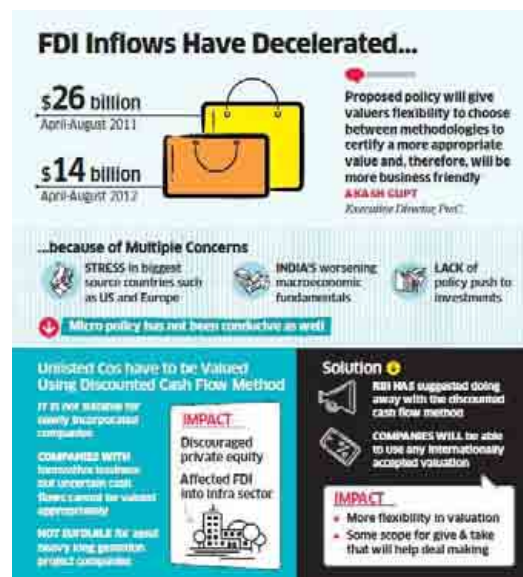 FDI Inflows Have Decelerated...
$26 billion
April-August 2011
$14 billion
April-August 2012
Proposed policy will give
valuers flexibility to choose
between methodologies to
certify a more appropriate
value and, therefore, will be
more business friendly
AKASH GUPT
Executive Director, PwC
...because of Multiple Concerns
STRESS in biggest
source countries such
as US and Europe
INDIA'S worsening
macroeconomic
fundamentals
LACK of
policy push to
investments
Micro policy has not been conducive as well
Unlisted Cos have to be Valued
Using Discounted Cash Flow Method
IT is not suitable for
newly incorporated
companies
COMPANIES WITH
innovative business
but uncertain cash
flows cannot be valued
appropriately
NOT SUITABLE for asset
heavy long gestation
project companies
IMPACT
Discouraged
private equity
Affected FDI
into infra sector
Solution
RBI HAS suggested doing
away with the discounted
cash flow method
COMPANIES WILL be able
to use any internationally
accepted valuation
IMPACT
More flexibility in valuation
Some scope for give & take
that will help deal making